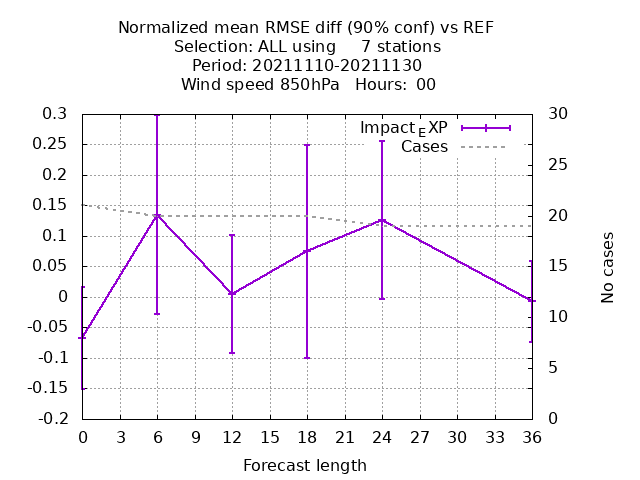 Normalized mean RMSE diff (90% conf) vs REF
Selection: ALL using     7 stations
Period: 20211110-20211130
Wind speed 850hPa   Hours:  00
0.3
0.25
0.2
0.15
0.1
0.05
0
-0.05
-0.1
-0.15
-0.2
Impact_EXP
Cases
30
25
20
15
10
5
0
No cases
0 3 6 9 12 15 18 21 24 27 30 33 36
Forecast length